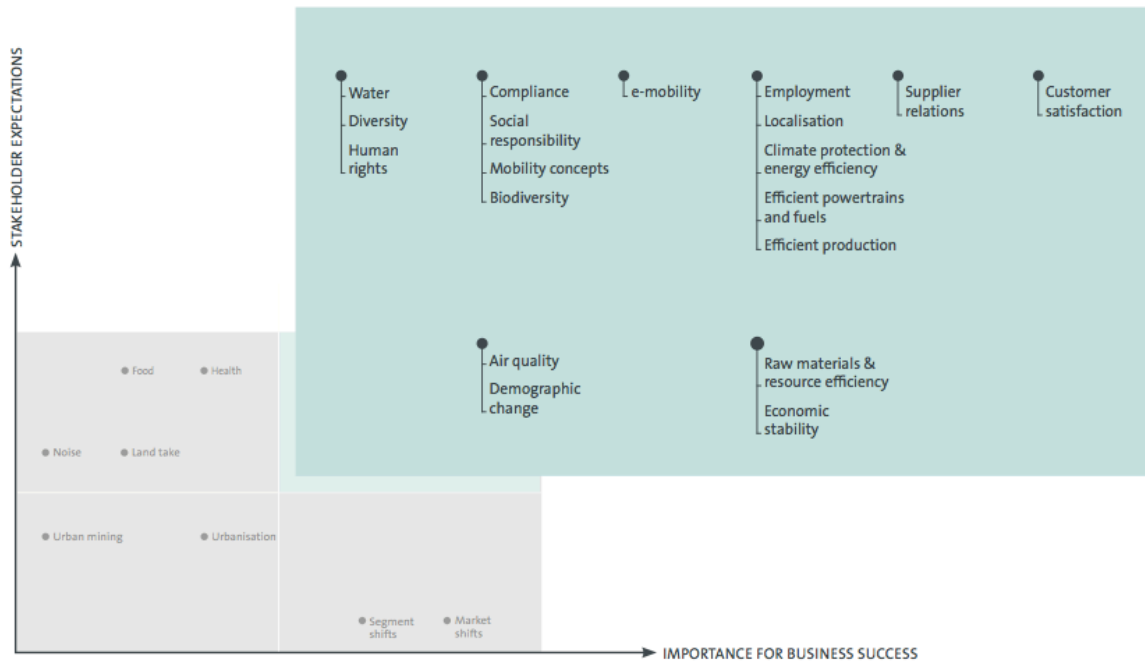 STAKEHOLDER EXPECTATIONS
Water
Diversity
Human
rights
Compliance
Social
responsibility
Mobility concepts
Biodiversity
e-mobility
Employment
Localisation
Climate protection &
energy efficiency
Efficient powertrains
and fuels
Efficient production
Supplier
relations
Customer
satisfaction
Air quality
Demographic
change
Raw materials &
resource efficiency
Economic
stability
Food
Health
Noise
Land take
Urban mining
Urbanisation
Segment
shifts
Market
shifts
IMPORTANCE FOR BUSINESS SUCCESS